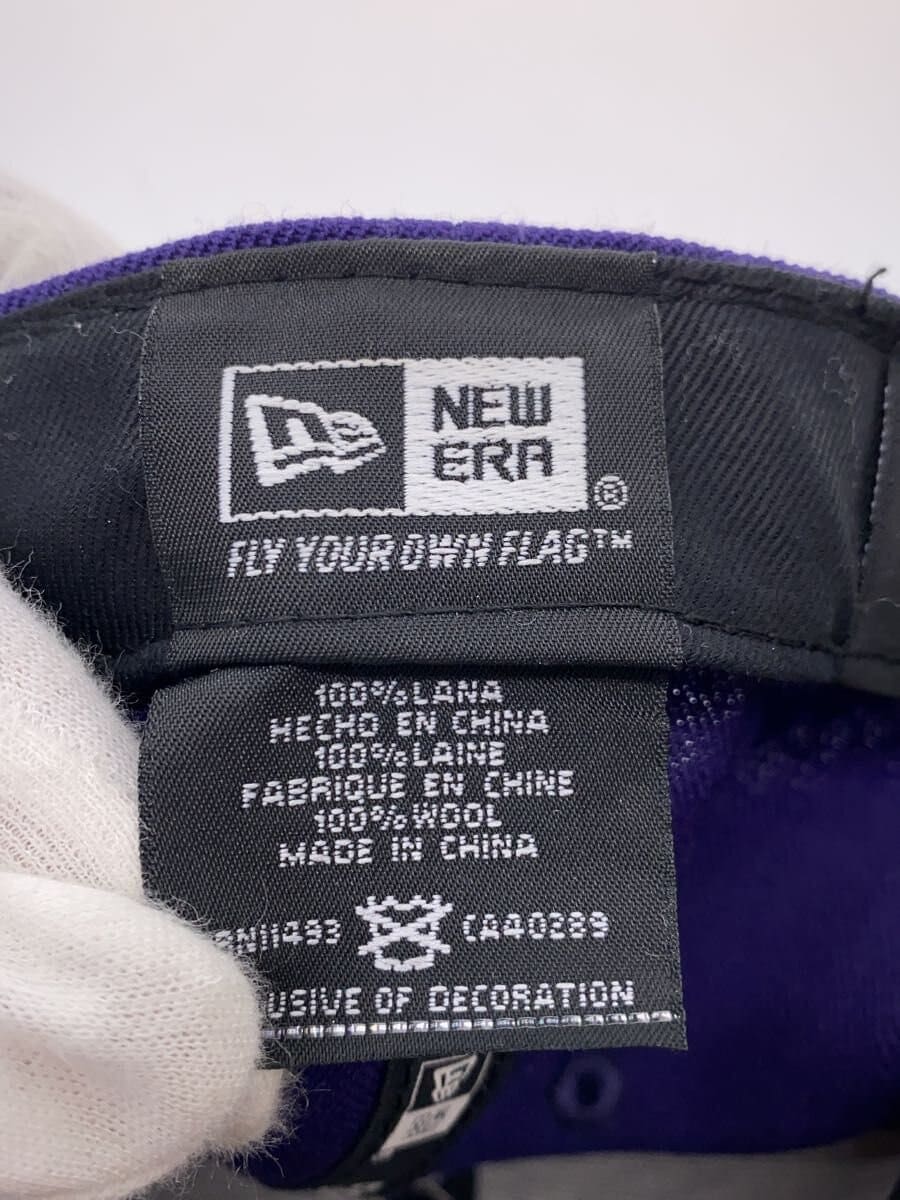 NEW
ERA
®
FLY YOUR OWN FLAG™
100% LANA
HECHO EN CHINA
100% LAINE
FABRIQUE EN CHINE
100% WOOL
MADE IN CHINA
CA40289
OF DECORATION